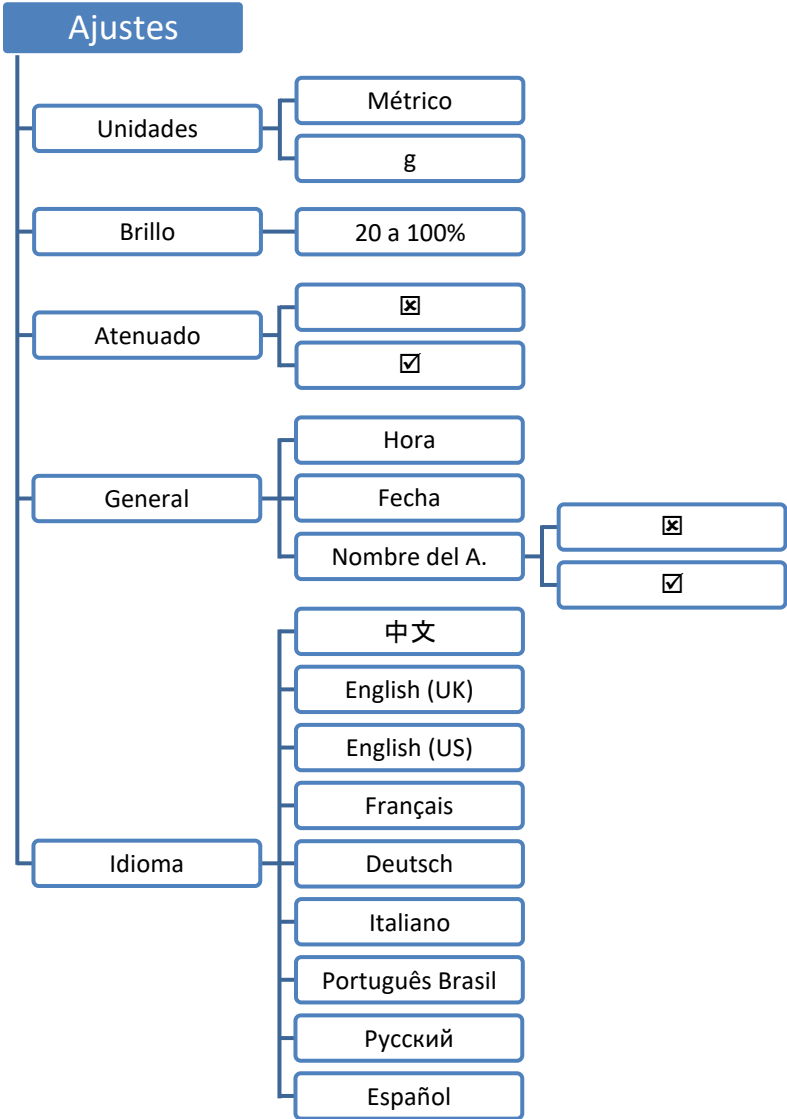 Ajustes
Unidades
Métrico
g
Brillo
20 a 100%
Atenuado
☒
☑
General
Hora
Fecha
Nombre del A.
☒
☑
Idioma
中文
English (UK)
English (US)
Français
Deutsch
Italiano
Português Brasil
Русский
Español